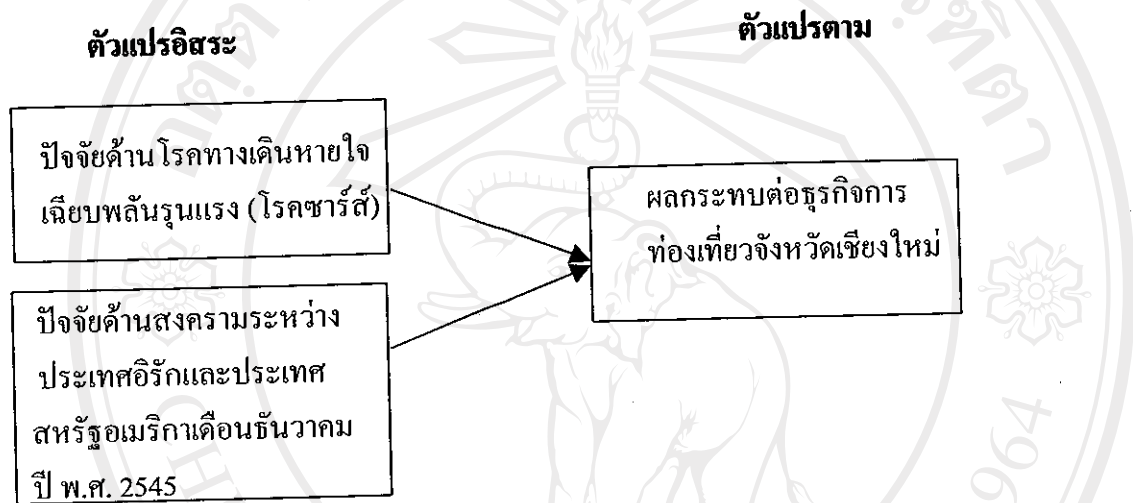 ตัวแปรอิสระ
ตัวแปรตาม
ปัจจัยด้านโรคทางเดินหายใจ
เฉียบพลันรุนแรง (โรคซาร์ส์)
ปัจจัยด้านสงครามระหว่าง
ประเทศอิรักและประเทศ
สหรัฐอเมริกาเดือนธันวาคม
ปี พ.ศ. 2545
ผลกระทบต่อธุรกิจการ
ท่องเที่ยวจังหวัดเชียงใหม่
964